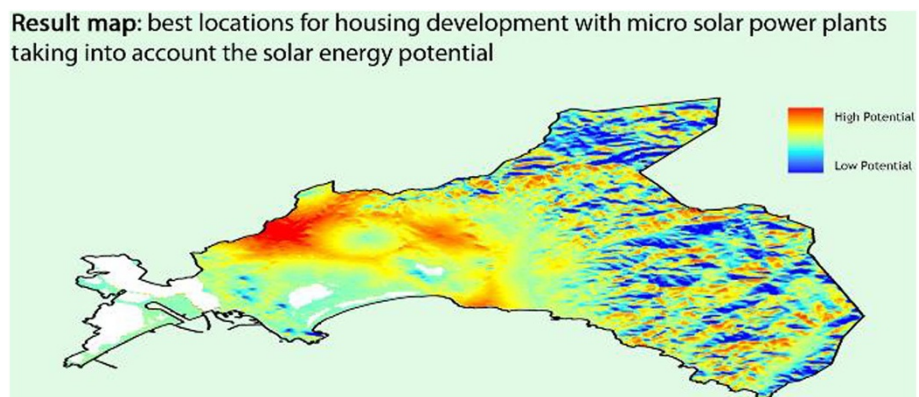 Result map: best locations for housing development with micro solar power plants
taking into account the solar energy potential
High Potential
Low Potential